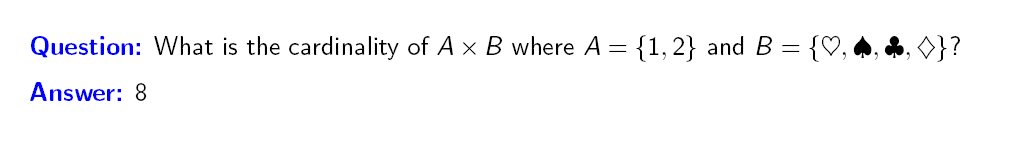 Question: What is the cardinality of A × B where A = {1, 2} and B = {♡, ♠, ♣, ♢}?
Answer: 8